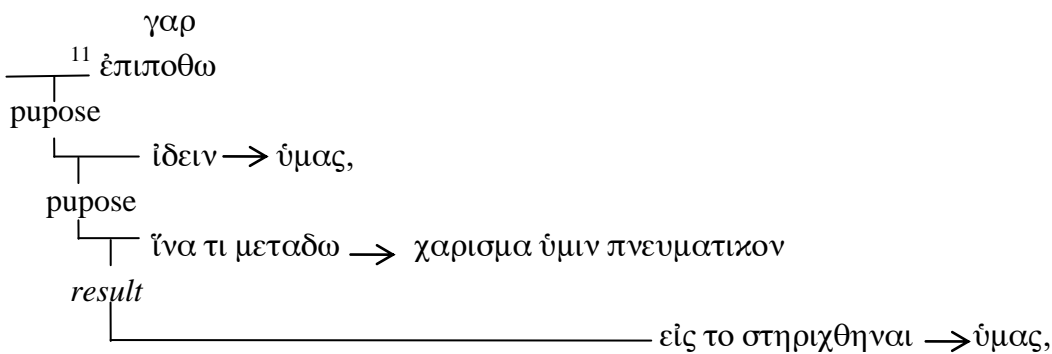 γαρ
11 ἐπιποθω
pupose
ἰδειν → ὑμας,
pupose
ἵνα τι μεταδω → χαρισμα ὑμιν πνευματικον
result
εἰς το στηριχθηναι → ὑμας,